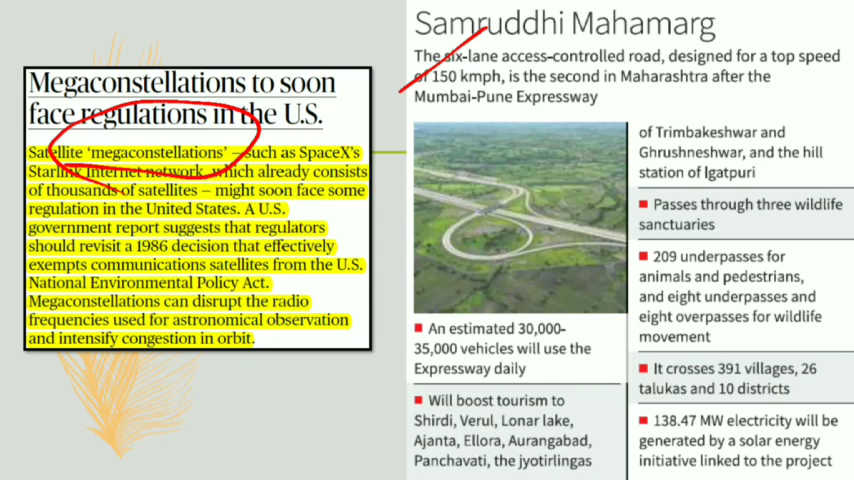 Megaconstellations to soon
face regulations in the U.S.
Satellite ‘megaconstellations’ – such as SpaceX’s
Starlink Internet network, which already consists
of thousands of satellites – might soon face some
regulation in the United States. A U.S.
government report suggests that regulators
should revisit a 1986 decision that effectively
exempts communications satellites from the U.S.
National Environmental Policy Act.
Megaconstellations can disrupt the radio
frequencies used for astronomical observation
and intensify congestion in orbit.
Samruddhi Mahamarg
The six-lane access-controlled road, designed for a top speed
of 150 kmph, is the second in Maharashtra after the
Mumbai-Pune Expressway
An estimated 30,000-
35,000 vehicles will use the
Expressway daily
Will boost tourism to
Shirdi, Verul, Lonar lake,
Ajanta, Ellora, Aurangabad,
Panchavati, the jyotirlingas
of Trimbakeshwar and
Ghrushneshwar, and the hill
station of Igatpuri
Passes through three wildlife
sanctuaries
209 underpasses for
animals and pedestrians,
and eight underpasses and
eight overpasses for wildlife
movement
It crosses 391 villages, 26
talukas and 10 districts
138.47 MW electricity will be
generated by a solar energy
initiative linked to the project